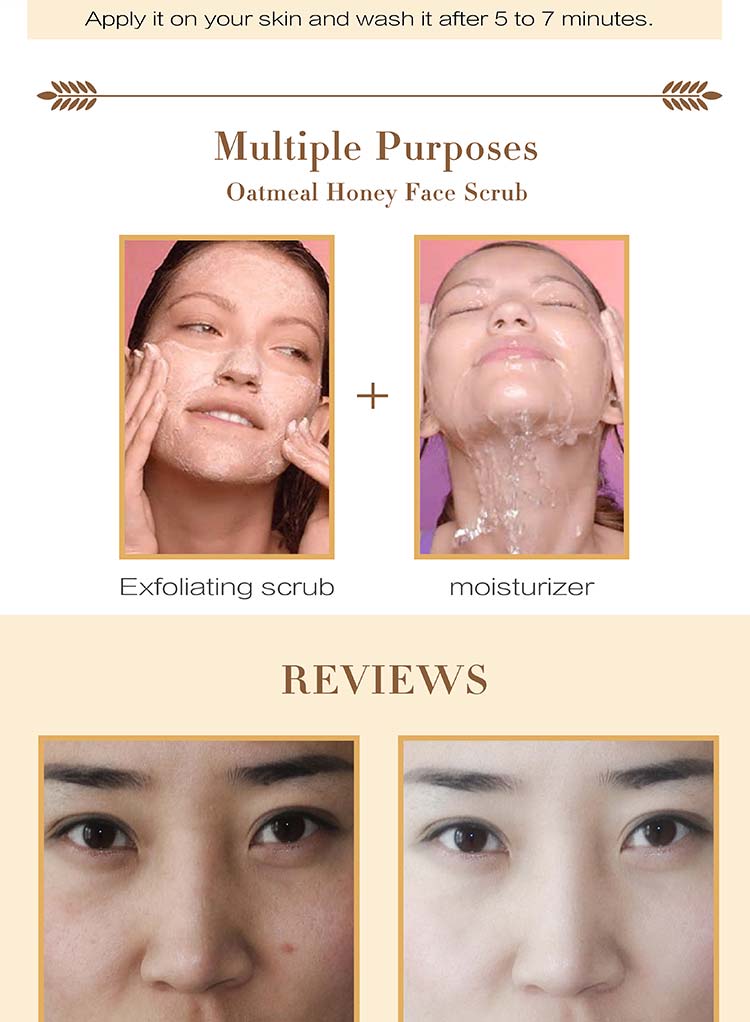 Apply it on your skin and wash it after 5 to 7 minutes.
Multiple Purposes
Oatmeal Honey Face Scrub
+
Exfoliating scrub
moisturizer
REVIEWS